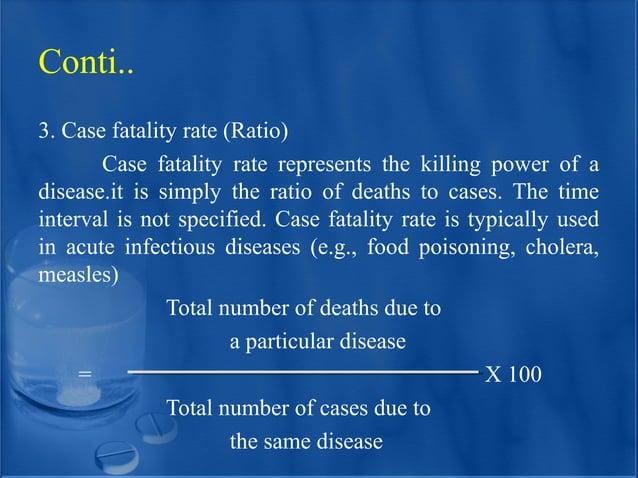 Conti..
3. Case fatality rate (Ratio)
Case fatality rate represents the killing power of a
disease.it is simply the ratio of deaths to cases. The time
interval is not specified. Case fatality rate is typically used
in acute infectious diseases (e.g., food poisoning, cholera,
measles)
Total number of deaths due to
a particular disease
= X 100
Total number of cases due to
the same disease